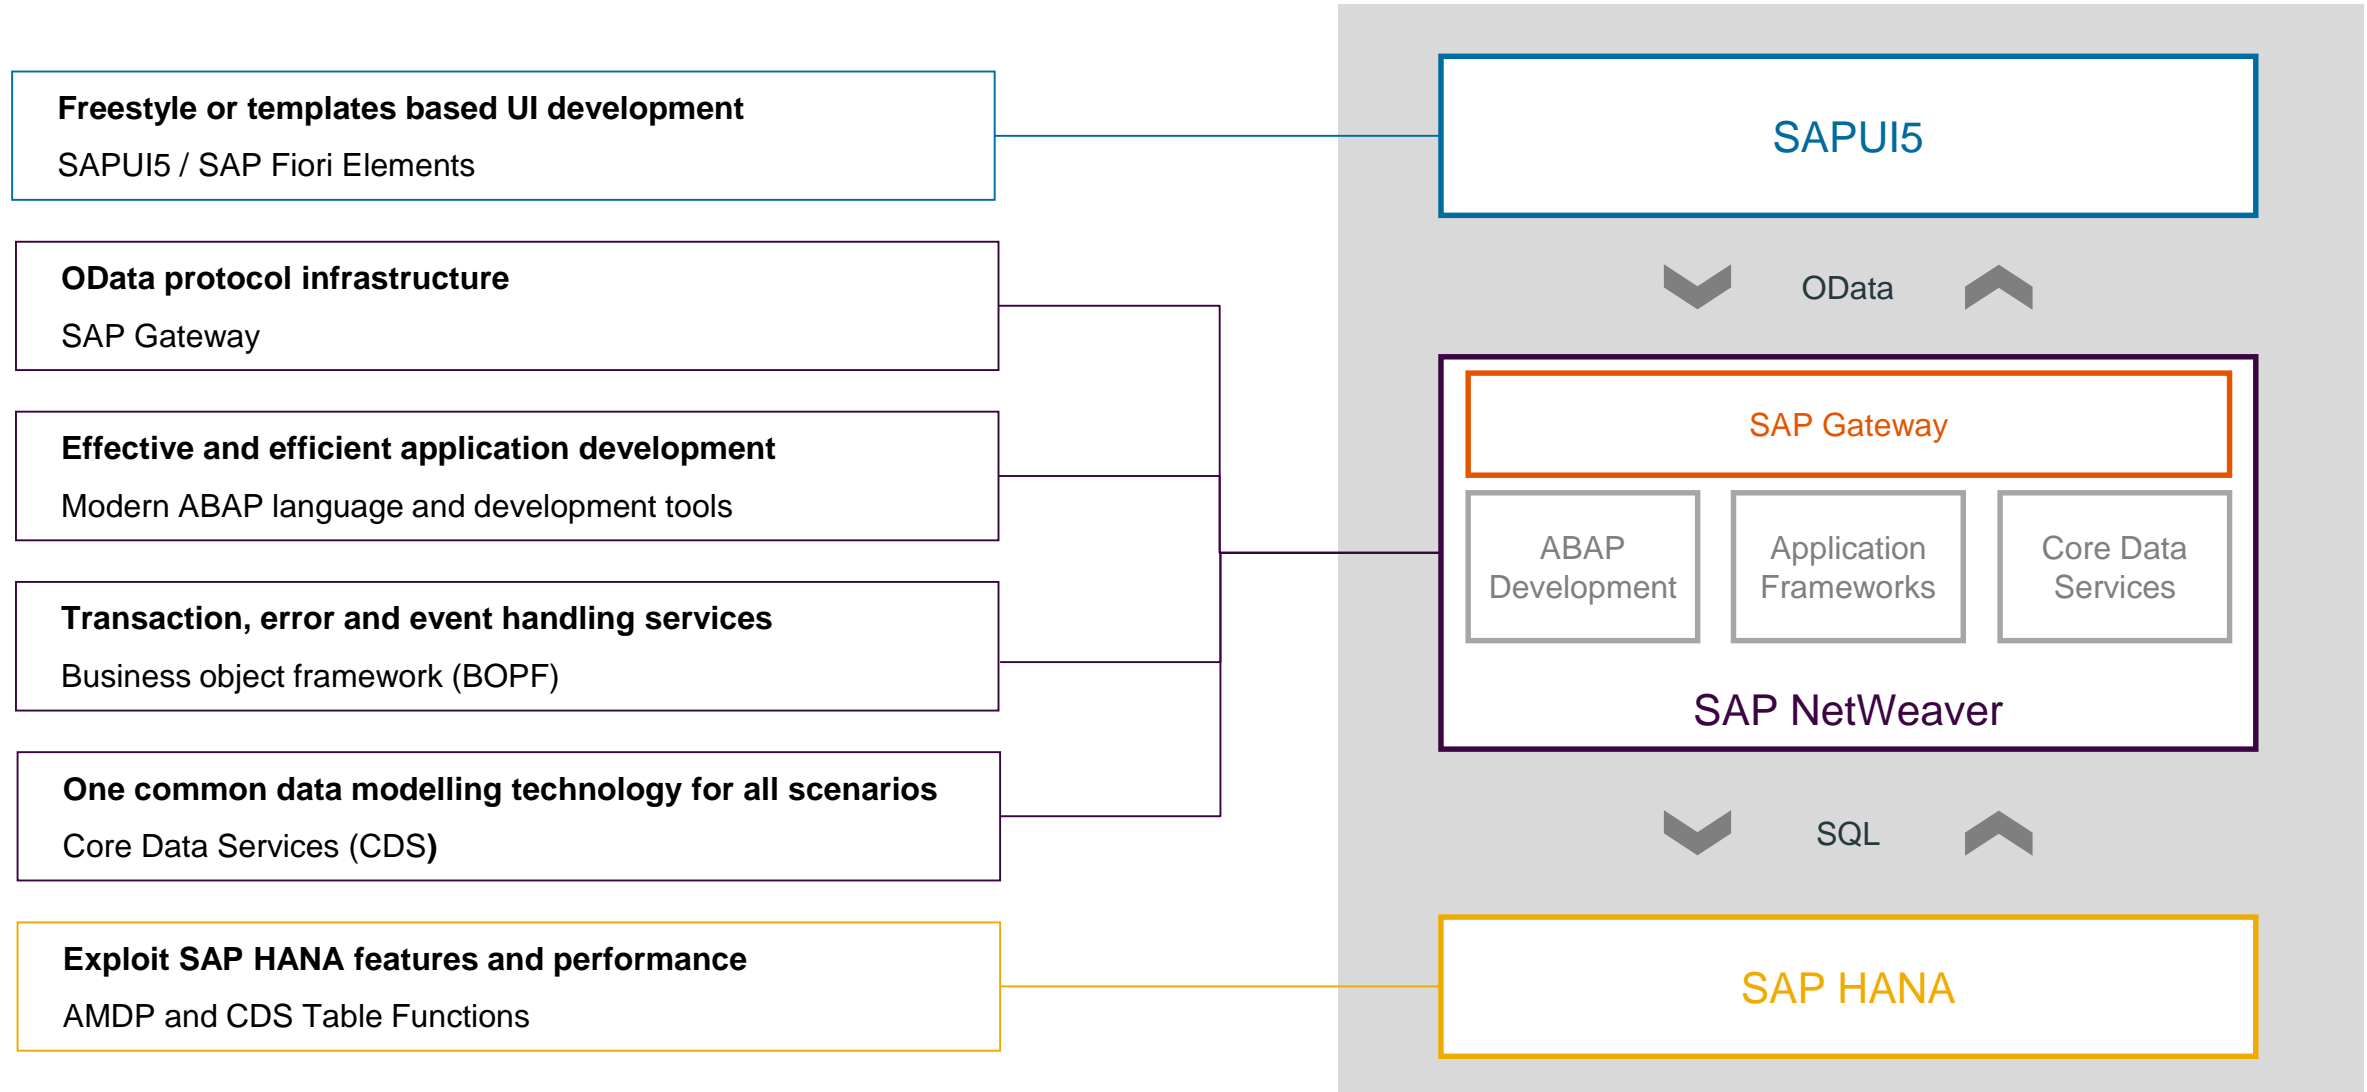 Freestyle or templates based UI development
SAPUI5 / SAP Fiori Elements
OData protocol infrastructure
SAP Gateway
Effective and efficient application development
Modern ABAP language and development tools
Transaction, error and event handling services
Business object framework (BOPF)
One common data modelling technology for all scenarios
Core Data Services (CDS)
Exploit SAP HANA features and performance
AMDP and CDS Table Functions
SAPUI5
OData
SAP Gateway
ABAP
Development
Application
Frameworks
Core Data
Services
SAP NetWeaver
SQL
SAP HANA